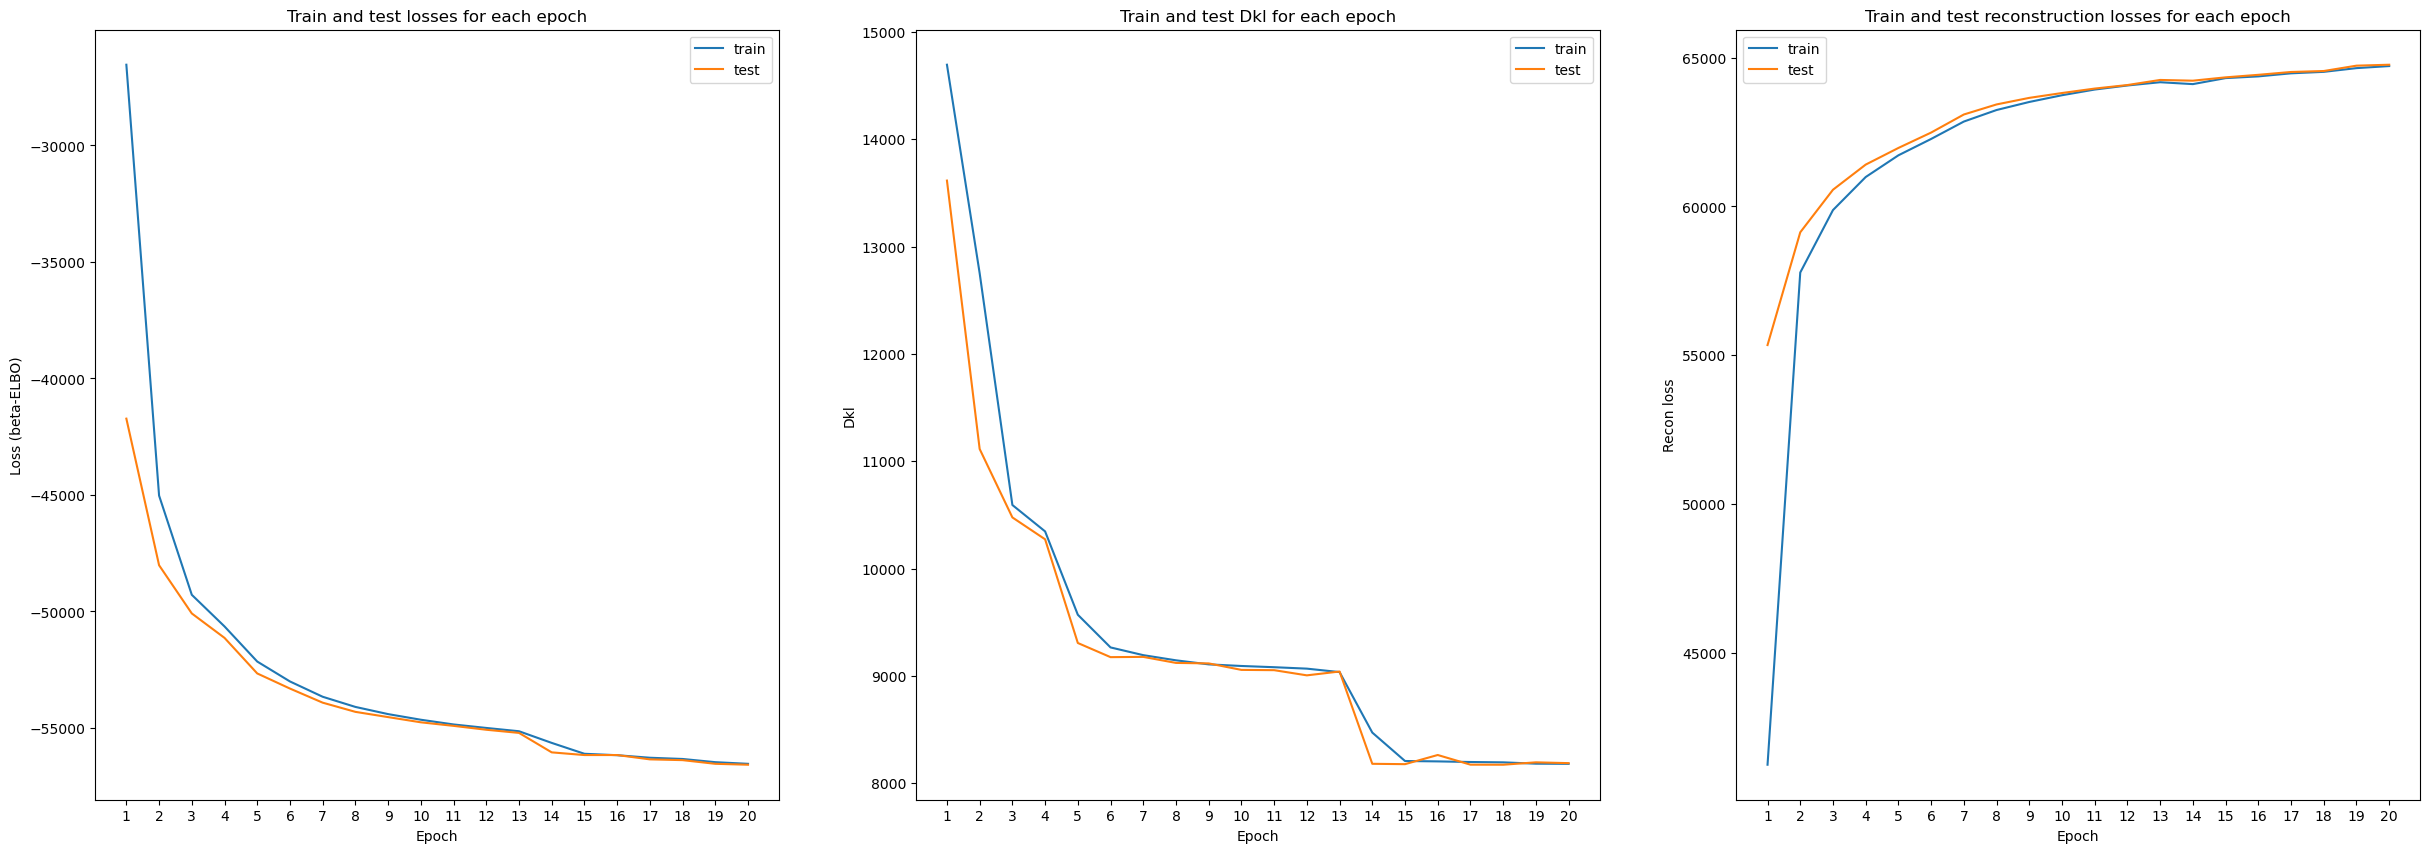 Train and test losses for each epoch
train
test
−30000
−35000
−40000
−45000
−50000
−55000
Loss (beta-ELBO)
1 2 3 4 5 6 7 8 9 10 11 12 13 14 15 16 17 18 19 20
Epoch
Train and test Dkl for each epoch
train
test
15000
14000
13000
12000
11000
10000
9000
8000
Dkl
1 2 3 4 5 6 7 8 9 10 11 12 13 14 15 16 17 18 19 20
Epoch
Train and test reconstruction losses for each epoch
train
test
65000
60000
55000
50000
45000
Recon loss
1 2 3 4 5 6 7 8 9 10 11 12 13 14 15 16 17 18 19 20
Epoch